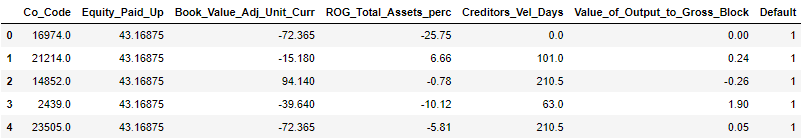 Co_Code Equity_Paid_Up Book_Value_Adj_Unit_Curr ROG_Total_Assets_perc Creditors_Vel_Days Value_of_Output_to_Gross_Block Default
0 16974.0 43.16875 -72.365 -25.75 0.0 0.00 1
1 21214.0 43.16875 -15.180 6.66 101.0 0.24 1
2 14852.0 43.16875 94.140 -0.78 210.5 -0.26 1
3 2439.0 43.16875 -39.640 -10.12 63.0 1.90 1
4 23505.0 43.16875 -72.365 -5.81 210.5 0.05 1